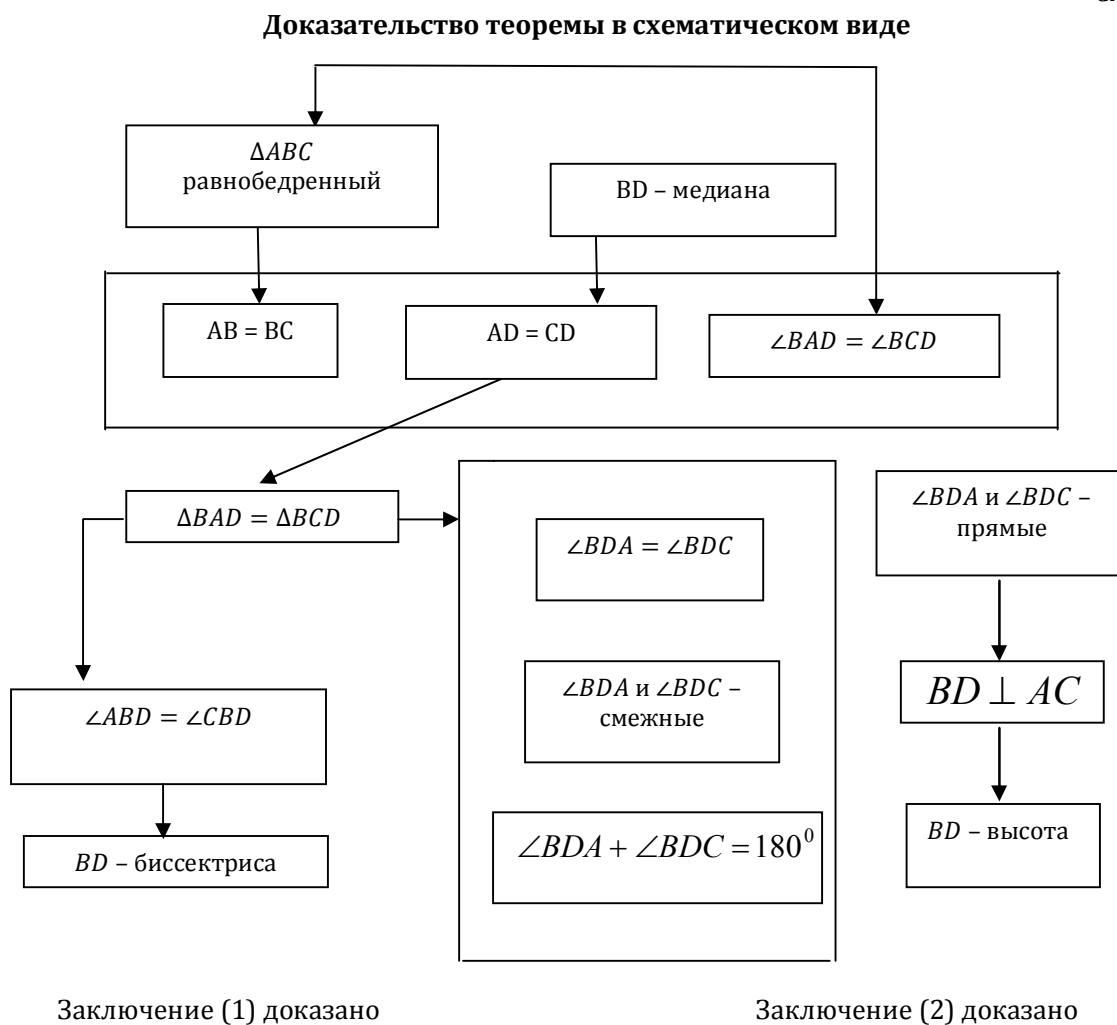 Доказательство теоремы в схематическом виде
ΔABC
равнобедренный
BD – медиана
AB = BC
AD = CD
∠BAD = ∠BCD
ΔBAD = ΔBCD
∠BDA = ∠BDC
∠BDA и ∠BDC –
прямые
∠ABD = ∠CBD
∠BDA и ∠BDC –
смежные
BD ⊥ AC
BD – биссектриса
∠BDA + ∠BDC = 180⁰
BD – высота
Заключение (1) доказано
Заключение (2) доказано